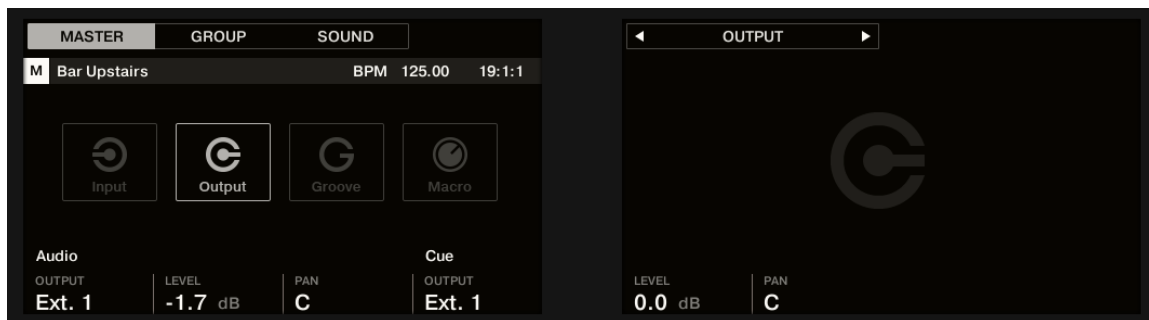 MASTER GROUP SOUND
M Bar Upstairs BPM 125.00 19:1:1
Input Output Groove Macro
Audio Cue
OUTPUT LEVEL PAN OUTPUT
Ext. 1 -1.7 dB C Ext. 1
OUTPUT
LEVEL PAN
0.0 dB C